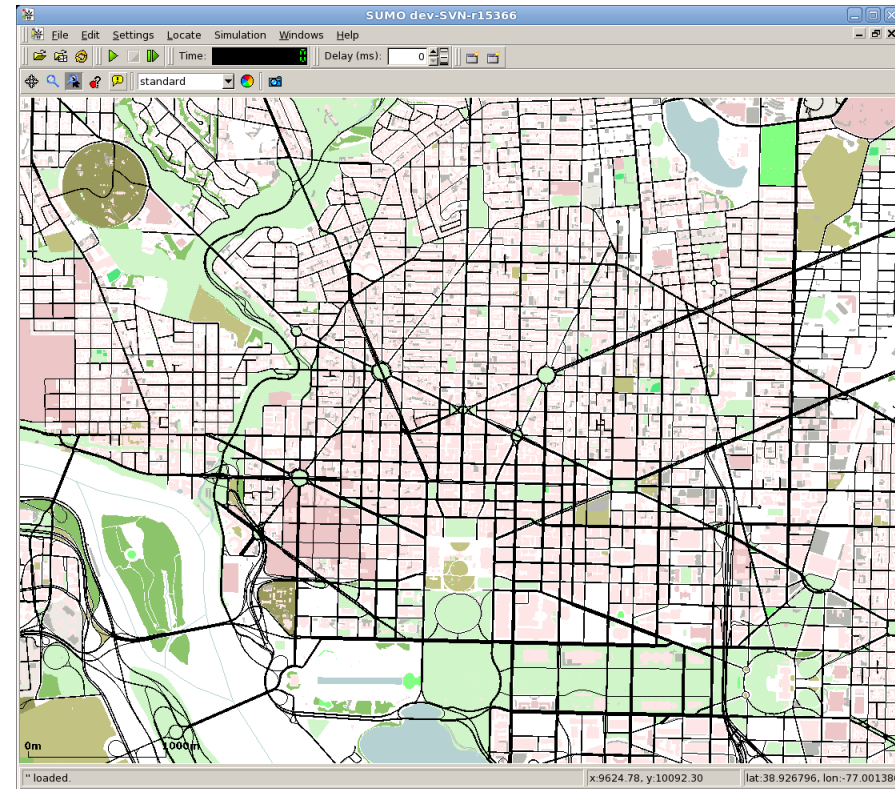 SUMO dev-SVN-r15366
File Edit Settings Locate Simulation Windows Help
Time: Delay (ms): 0
standard
0m 1000m
'' loaded. x:9624.78, y:10092.30 lat:38.926796, lon:-77.00138